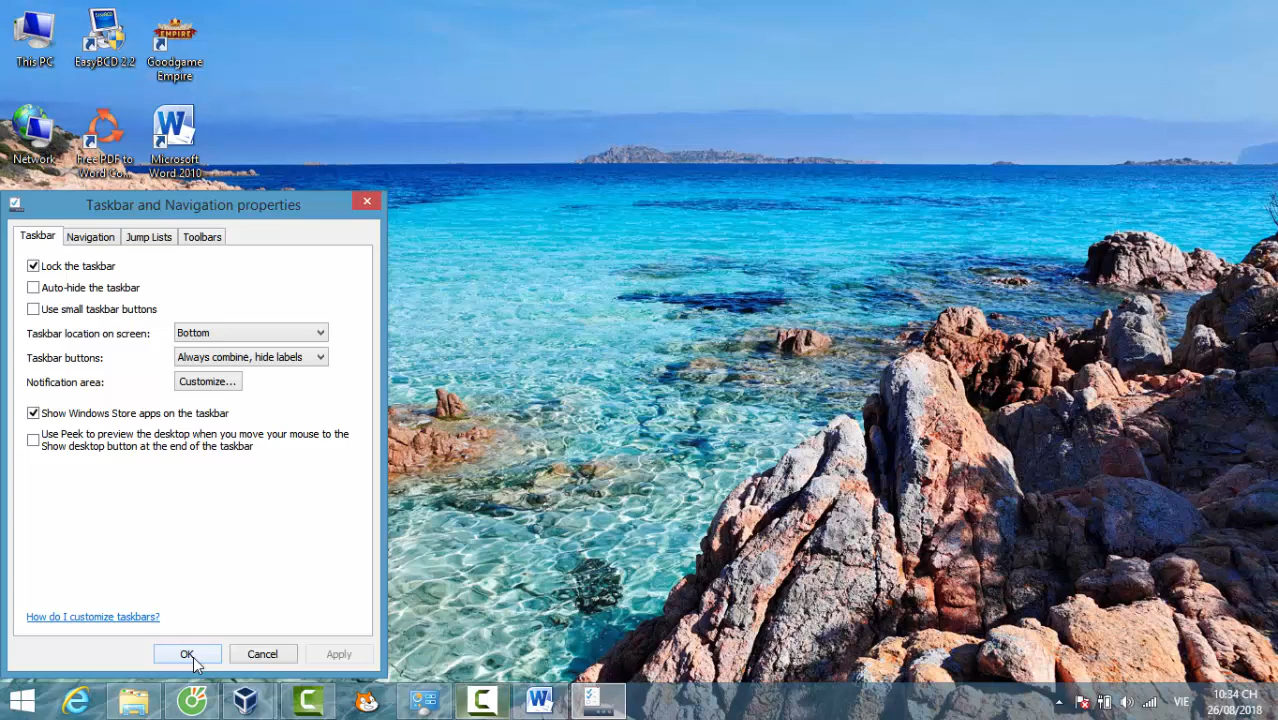 This PC
EasyBCD 2.2
EMPIRE
Goodgame
Empire
Network
Free PDF to
Word Co...
Microsoft
Word 2010
Taskbar and Navigation properties
Taskbar
Navigation
Jump Lists
Toolbars
Lock the taskbar
Auto-hide the taskbar
Use small taskbar buttons
Taskbar location on screen:
Bottom
Taskbar buttons:
Always combine, hide labels
Notification area:
Customize...
Show Windows Store apps on the taskbar
Use Peek to preview the desktop when you move your mouse to the
Show desktop button at the end of the taskbar
How do I customize taskbars?
OK
Cancel
Apply
VIE
10:34 CH
26/08/2018